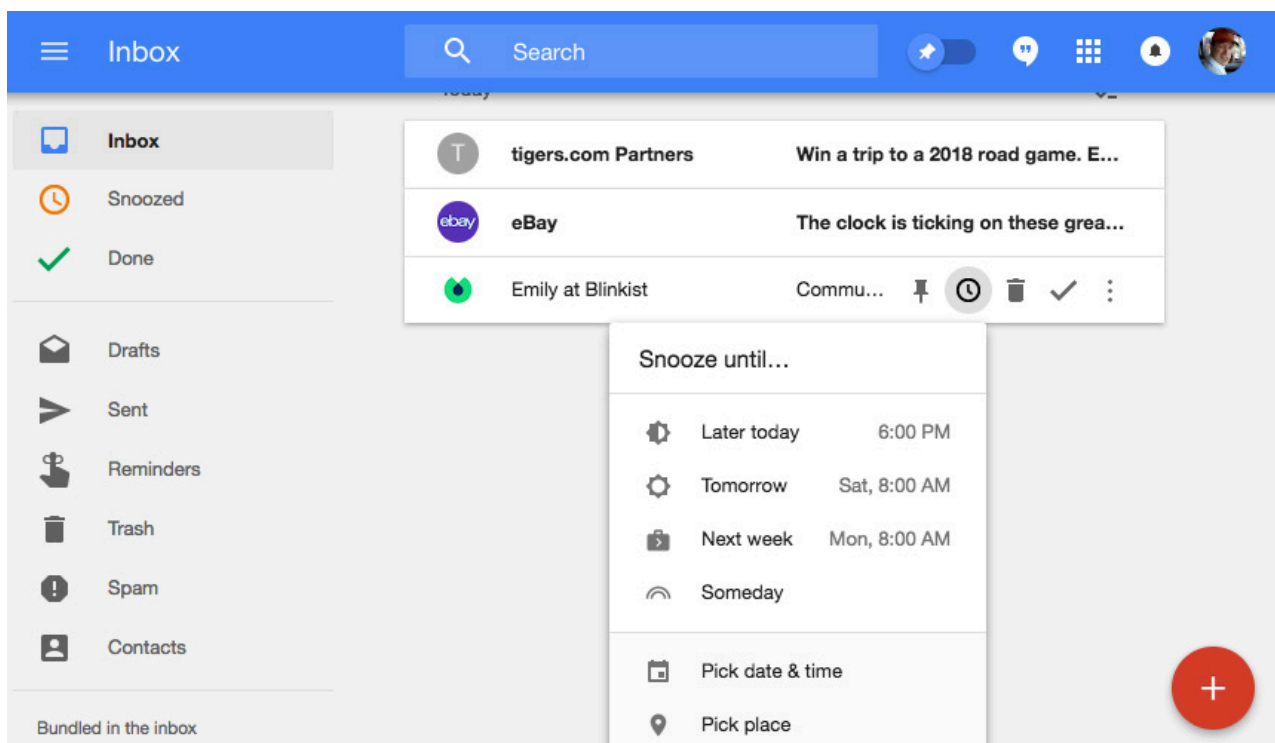 Inbox
Search
Today
Inbox
Snoozed
Done
Drafts
Sent
Reminders
Trash
Spam
Contacts
Bundled in the inbox
T tigers.com Partners Win a trip to a 2018 road game. E...
ebay eBay The clock is ticking on these grea...
Emily at Blinkist Commu...
Snooze until...
Later today 6:00 PM
Tomorrow Sat, 8:00 AM
Next week Mon, 8:00 AM
Someday
Pick date & time
Pick place